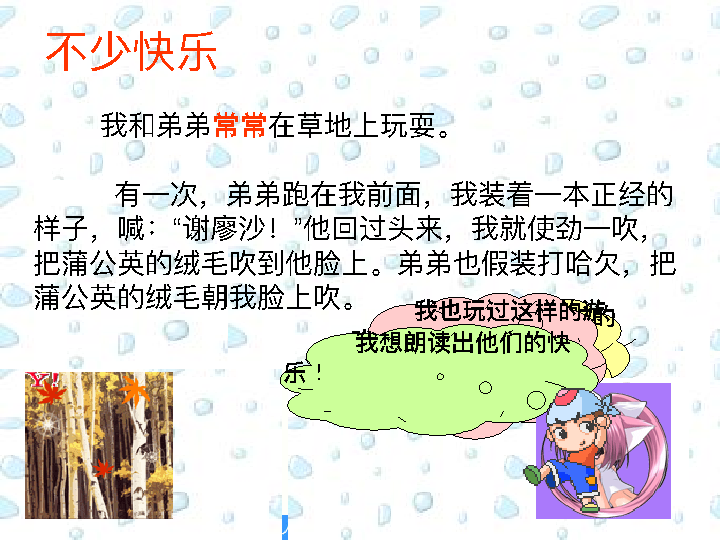 不少快乐
我和弟弟常常在草地上玩耍。
有一次，弟弟跑在我前面，我装着一本正经的
样子，喊：“谢廖沙！”他回过头来，我就使劲一吹，
把蒲公英的绒毛吹到他脸上。弟弟也假装打哈欠，把
蒲公英的绒毛朝我脸上吹。
我也玩过这样的游
的
我想朗读出他们的快
乐！
Y!